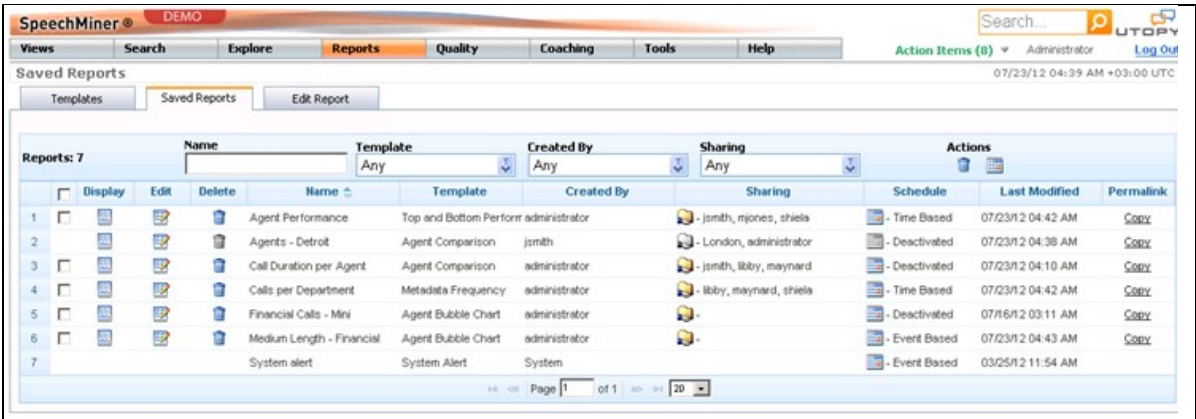 SpeechMiner ® DEMO Search... UTOPY
Views Search Explore Reports Quality Coaching Tools Help Action Items (8) Administrator Log Out
Saved Reports 07/23/12 04:39 AM +03:00 UTC
Templates Saved Reports Edit Report
Name Template Created By Sharing Actions
Reports: 7 Any Any Any
Display Edit Delete Name Template Created By Sharing Schedule Last Modified Permalink
1 Agent Performance Top and Bottom Perform administrator - jsmith, mjones, shiela - Time Based 07/23/12 04:42 AM Copy
2 Agents - Detroit Agent Comparison jsmith - London, administrator - Deactivated 07/23/12 04:38 AM Copy
3 Call Duration per Agent Agent Comparison administrator - jsmith, libby, maynard - Deactivated 07/23/12 04:10 AM Copy
4 Calls per Department Metadata Frequency administrator - libby, maynard, shiela - Time Based 07/23/12 04:42 AM Copy
5 Financial Calls - Mini Agent Bubble Chart administrator - - Deactivated 07/16/12 03:11 AM Copy
6 Medium Length - Financial Agent Bubble Chart administrator - - Event Based 07/23/12 04:43 AM Copy
7 System alert System Alert System - Event Based 03/25/12 11:54 AM
Page 1 of 1 20